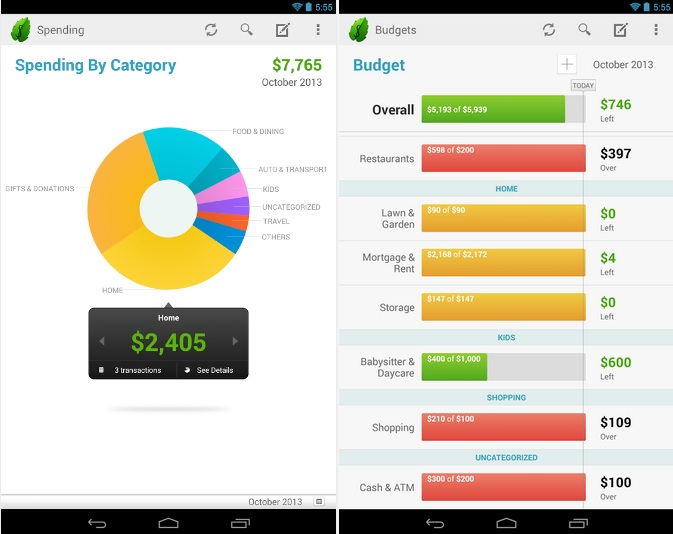 5:55
Spending
Spending By Category
$7,765
October 2013
FOOD & DINING
AUTO & TRANSPORT
GIFTS & DONATIONS
KIDS
UNCATEGORIZED
TRAVEL
OTHERS
HOME
Home
$2,405
3 transactions
See Details
October 2013
5:55
Budgets
Budget
October 2013
TODAY
Overall
$5,193 of $5,939
$746
Left
Restaurants
$598 of $200
$397
Over
HOME
Lawn &
Garden
$90 of $90
$0
Left
Mortgage &
Rent
$2,168 of $2,172
$4
Left
Storage
$147 of $147
$0
Left
KIDS
Babysitter &
Daycare
$400 of $1,000
$600
Left
SHOPPING
Shopping
$210 of $100
$109
Over
UNCATEGORIZED
Cash & ATM
$300 of $200
$100
Over